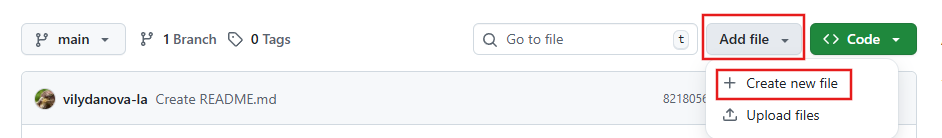 main 1 Branch 0 Tags Go to file t Add file <> Code
Create new file
vilydanova-la Create README.md 8218056
Upload files